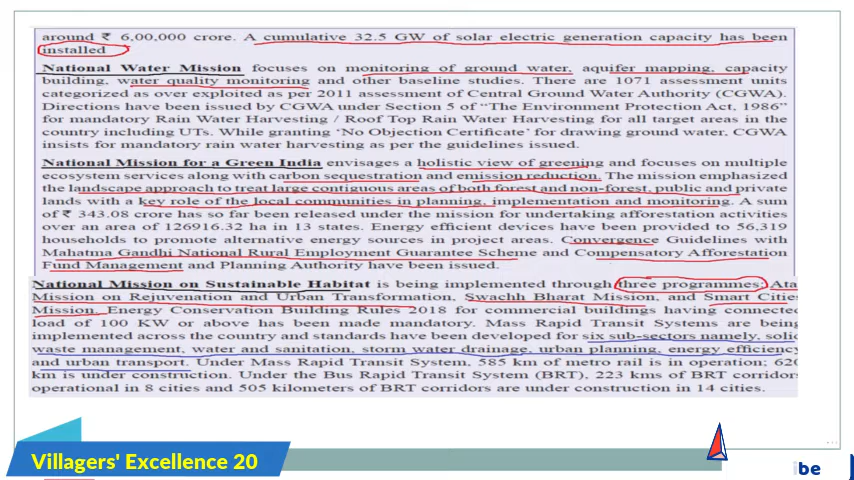 around ₹ 6,00,000 crore. A cumulative 32.5 GW of solar electric generation capacity has been
installed
National Water Mission focuses on monitoring of ground water, aquifer mapping, capacity
building, water quality monitoring and other baseline studies. There are 1071 assessment units
categorized as over exploited as per 2011 assessment of Central Ground Water Authority (CGWA).
Directions have been issued by CGWA under Section 5 of “The Environment Protection Act, 1986”
for mandatory Rain Water Harvesting / Roof Top Rain Water Harvesting for all target areas in the
country including UTs. While granting ‘No Objection Certificate’ for drawing ground water, CGWA
insists for mandatory rain water harvesting as per the guidelines issued.
National Mission for a Green India envisages a holistic view of greening and focuses on multiple
ecosystem services along with carbon sequestration and emission reduction. The mission emphasized
the landscape approach to treat large contiguous areas of both forest and non-forest, public and private
lands with a key role of the local communities in planning, implementation and monitoring. A sum
of ₹ 343.08 crore has so far been released under the mission for undertaking afforestation activities
over an area of 126916.32 ha in 13 states. Energy efficient devices have been provided to 56,319
households to promote alternative energy sources in project areas. Convergence Guidelines with
Mahatma Gandhi National Rural Employment Guarantee Scheme and Compensatory Afforestation
Fund Management and Planning Authority have been issued.
National Mission on Sustainable Habitat is being implemented through three programmes: Atal
Mission on Rejuvenation and Urban Transformation, Swachh Bharat Mission, and Smart Cities
Mission. Energy Conservation Building Rules 2018 for commercial buildings having connected
load of 100 KW or above has been made mandatory. Mass Rapid Transit Systems are being
implemented across the country and standards have been developed for six sub-sectors namely, solid
waste management, water and sanitation, storm water drainage, urban planning, energy efficiency
and urban transport. Under Mass Rapid Transit System, 585 km of metro rail is in operation; 620
km is under construction. Under the Bus Rapid Transit System (BRT), 223 kms of BRT corridors
operational in 8 cities and 505 kilometers of BRT corridors are under construction in 14 cities.
Villagers' Excellence 20
ibe